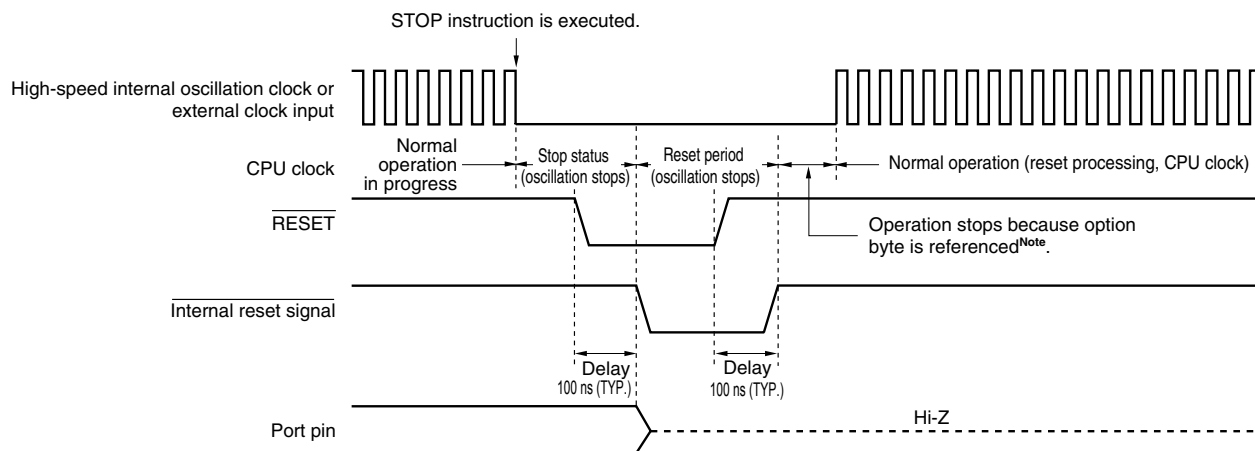 STOP instruction is executed.
High-speed internal oscillation clock or
external clock input
CPU clock
Normal
operation
in progress
Stop status
(oscillation stops)
Reset period
(oscillation stops)
Normal operation (reset processing, CPU clock)
RESET
Operation stops because option
byte is referencedNote.
Internal reset signal
Delay
100 ns (TYP.)
Delay
100 ns (TYP.)
Port pin
Hi-Z